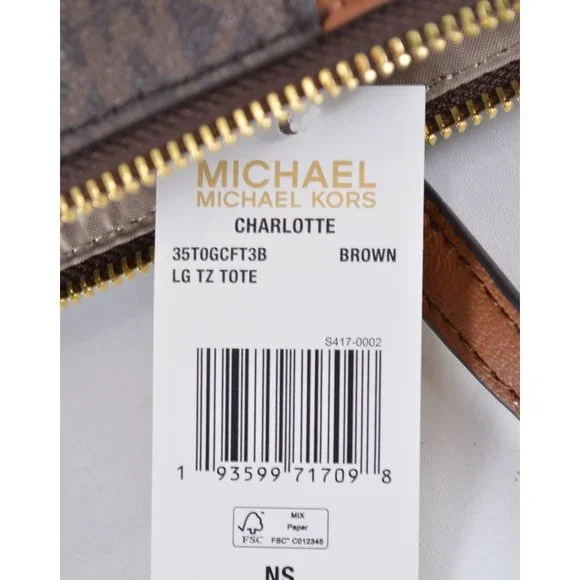 MICHAEL
MICHAEL KORS
CHARLOTTE
35T0GCFT3B BROWN
LG TZ TOTE
S417-0002
1 93599 71709 8
FSC
MIX
Paper
FSC™ C012345
NS